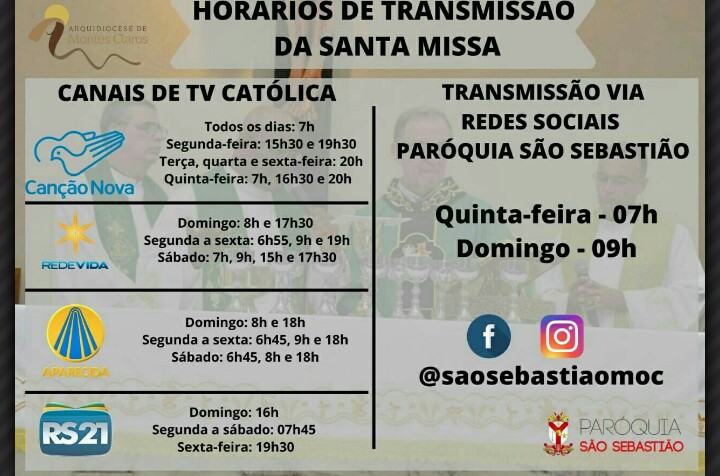 ARQUIDIOCESE DE
Montes Claros
HORÁRIOS DE TRANSMISSÃO
DA SANTA MISSA
CANAIS DE TV CATÓLICA
Canção Nova
Todos os dias: 7h
Segunda-feira: 15h30 e 19h30
Terça, quarta e sexta-feira: 20h
Quinta-feira: 7h, 16h30 e 20h
REDEVIDA
Domingo: 8h e 17h30
Segunda a sexta: 6h55, 9h e 19h
Sábado: 7h, 9h, 15h e 17h30
APARECIDA
Domingo: 8h e 18h
Segunda a sexta: 6h45, 9h e 18h
Sábado: 6h45, 8h e 18h
RS21
Domingo: 16h
Segunda a sábado: 07h45
Sexta-feira: 19h30
TRANSMISSÃO VIA
REDES SOCIAIS
PARÓQUIA SÃO SEBASTIÃO
Quinta-feira - 07h
Domingo - 09h
@saosebastiaomoc
PARÓQUIA
SÃO SEBASTIÃO